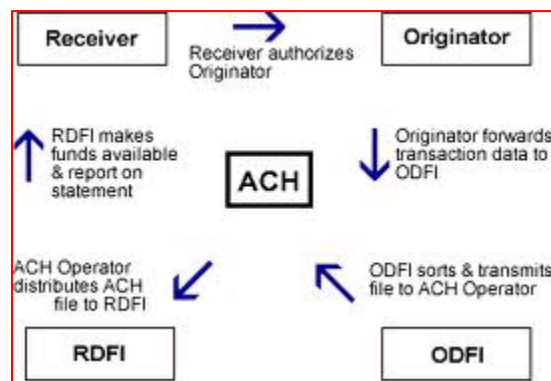 Receiver
Receiver authorizes
Originator
Originator
RDFI makes
funds available
& report on
statement
ACH
Originator forwards
transaction data to
ODFI
ACH Operator
distributes ACH
file to RDFI
ODFI sorts & transmits
file to ACH Operator
RDFI
ODFI